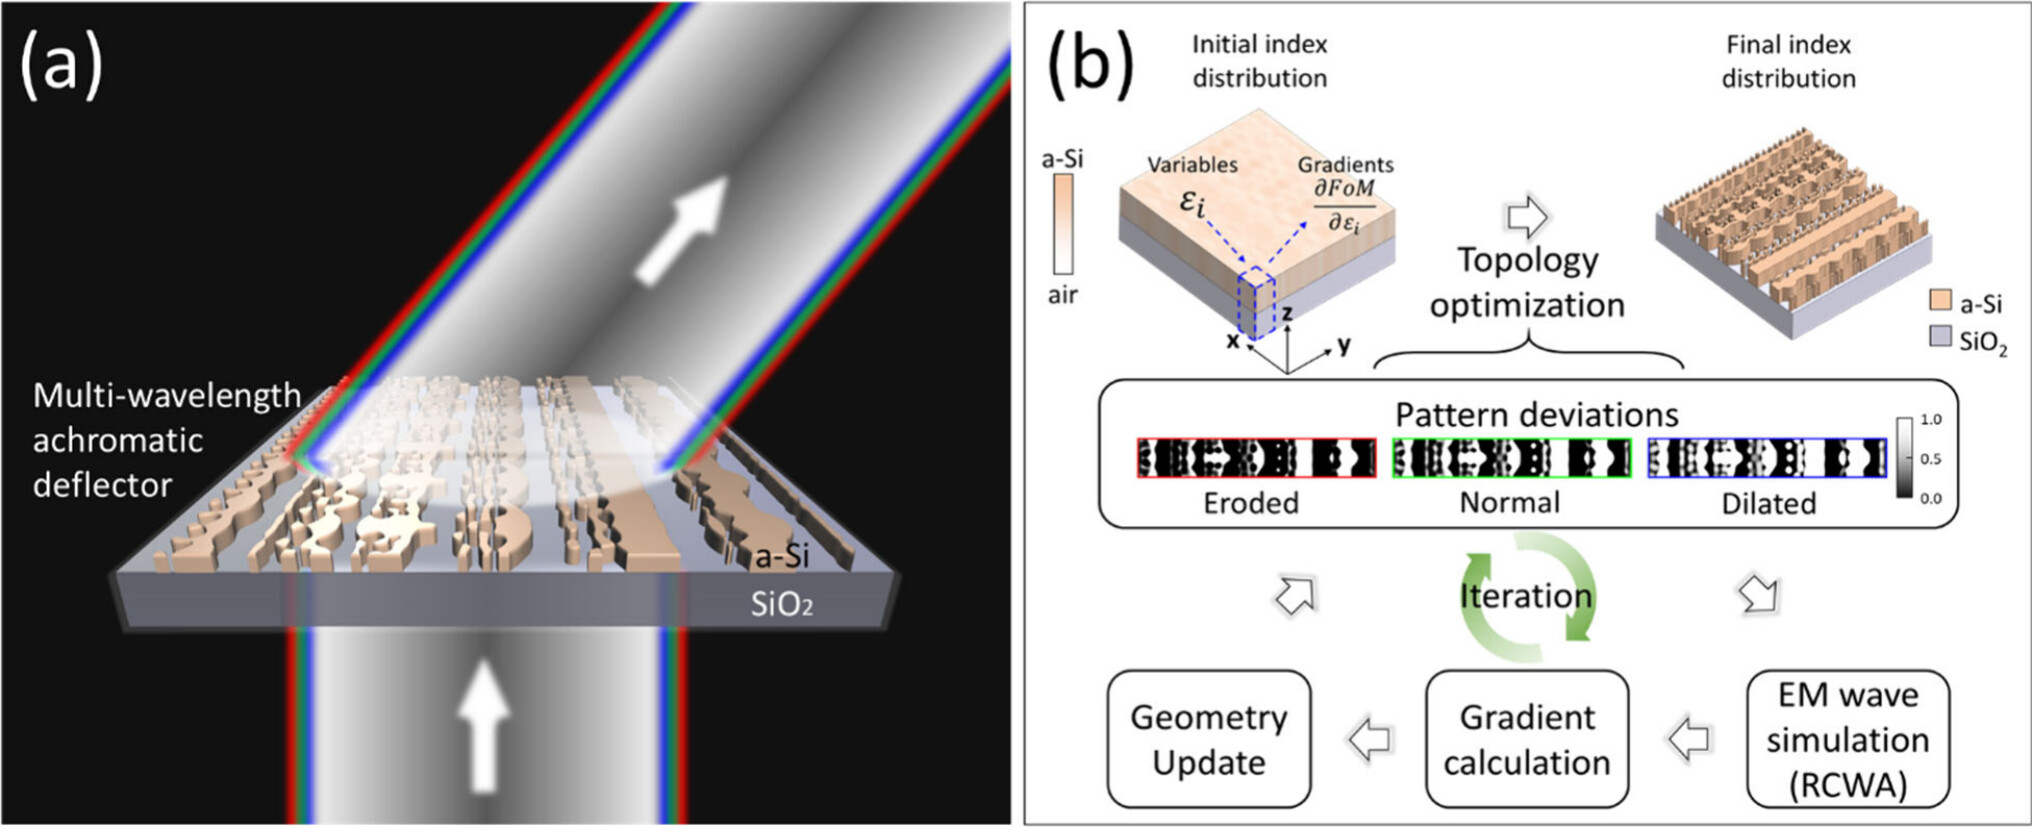 (a)
Multi-wavelength
achromatic
deflector
a-Si
SiO₂
(b)
Initial index
distribution
Final index
distribution
a-Si
air
Variables
εᵢ
Gradients
∂FoM
∂εᵢ
z
x
y
Topology
optimization
a-Si
SiO₂
Pattern deviations
Eroded
Normal
Dilated
1.0
0.5
0.0
Iteration
Geometry
Update
Gradient
calculation
EM wave
simulation
(RCWA)